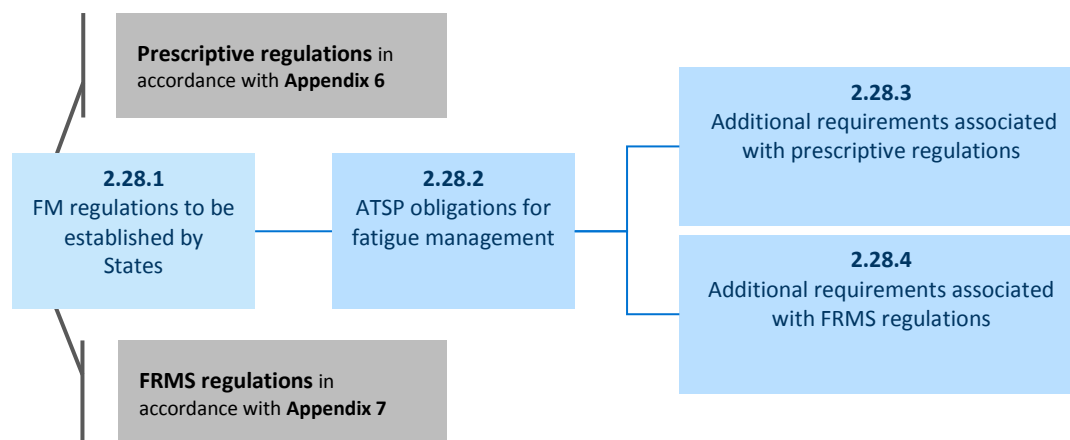 Prescriptive regulations in
accordance with Appendix 6
2.28.1
FM regulations to be
established by
States
2.28.2
ATSP obligations for
fatigue management
2.28.3
Additional requirements associated
with prescriptive regulations
2.28.4
Additional requirements associated
with FRMS regulations
FRMS regulations in
accordance with Appendix 7